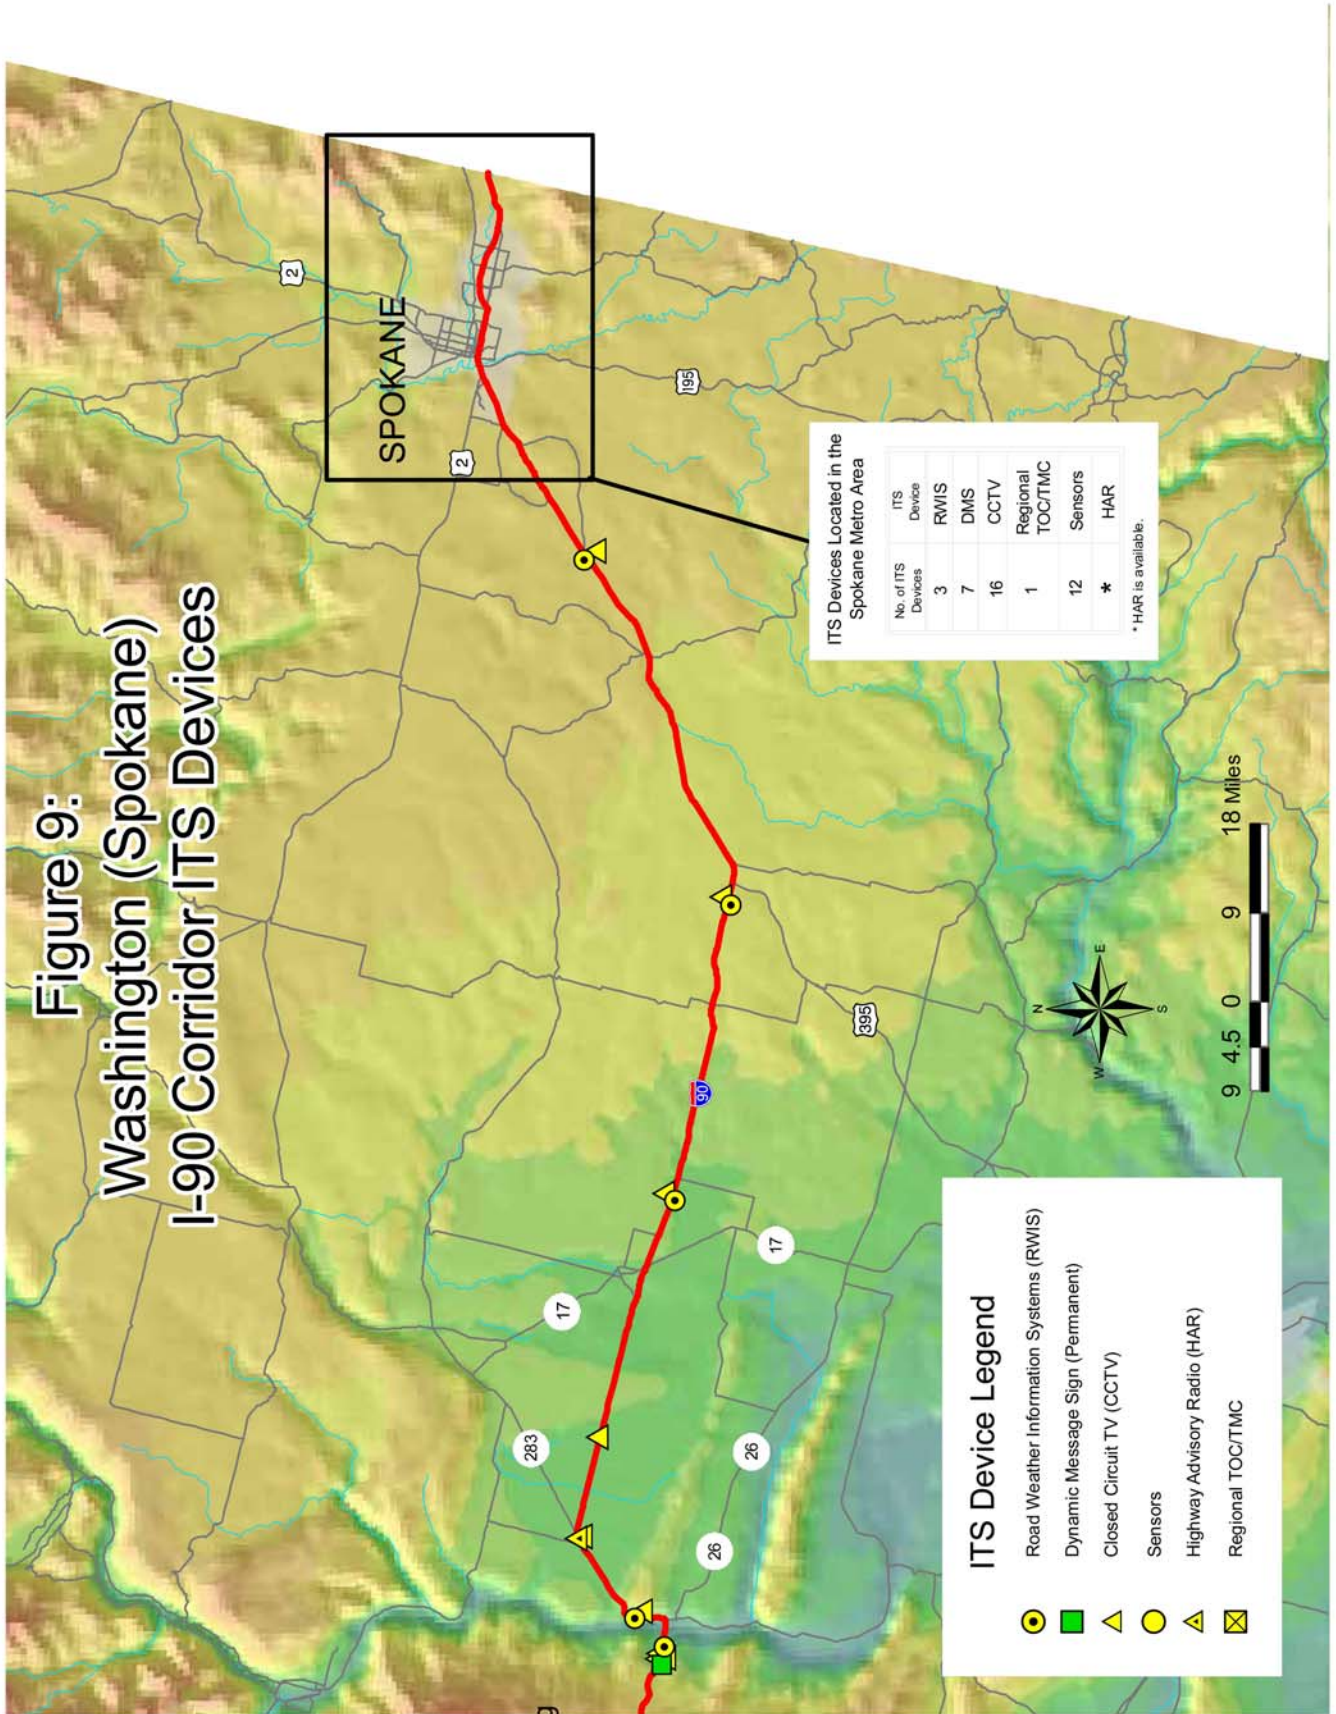 Figure 9:
Washington (Spokane)
I-90 Corridor ITS Devices
SPOKANE
2
2
195
395
90
17
17
283
26
26
ITS Devices Located in the
Spokane Metro Area
No. of ITS Devices ITS Device
3 RWIS
7 DMS
16 CCTV
1 Regional TOC/TMC
12 Sensors
* HAR
* HAR is available.
N
E
S
W
9 4.5 0 9 18 Miles
ITS Device Legend
Road Weather Information Systems (RWIS)
Dynamic Message Sign (Permanent)
Closed Circuit TV (CCTV)
Sensors
Highway Advisory Radio (HAR)
Regional TOC/TMC